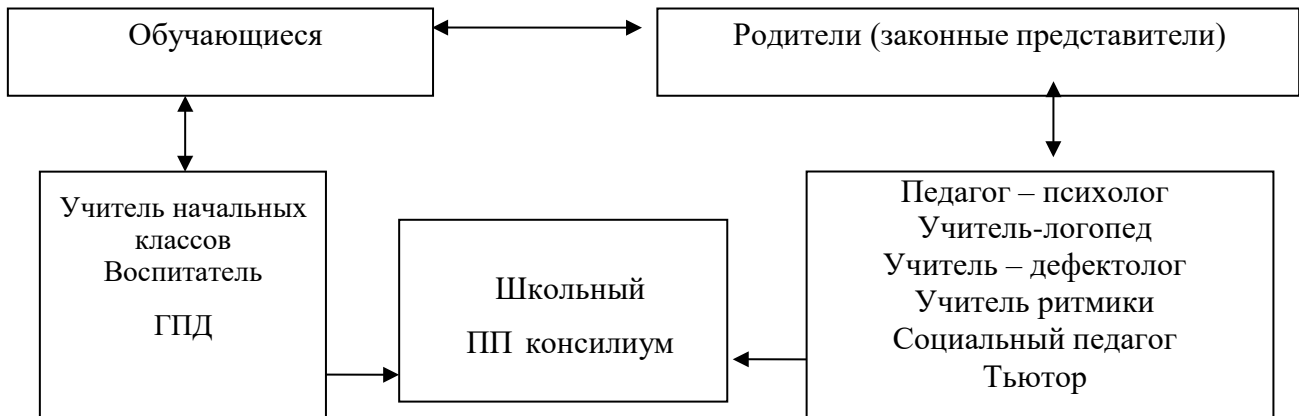 Обучающиеся
Родители (законные представители)
Учитель начальных
классов
Воспитатель
ГПД
Школьный
ПП консилиум
Педагог – психолог
Учитель-логопед
Учитель – дефектолог
Учитель ритмики
Социальный педагог
Тьютор